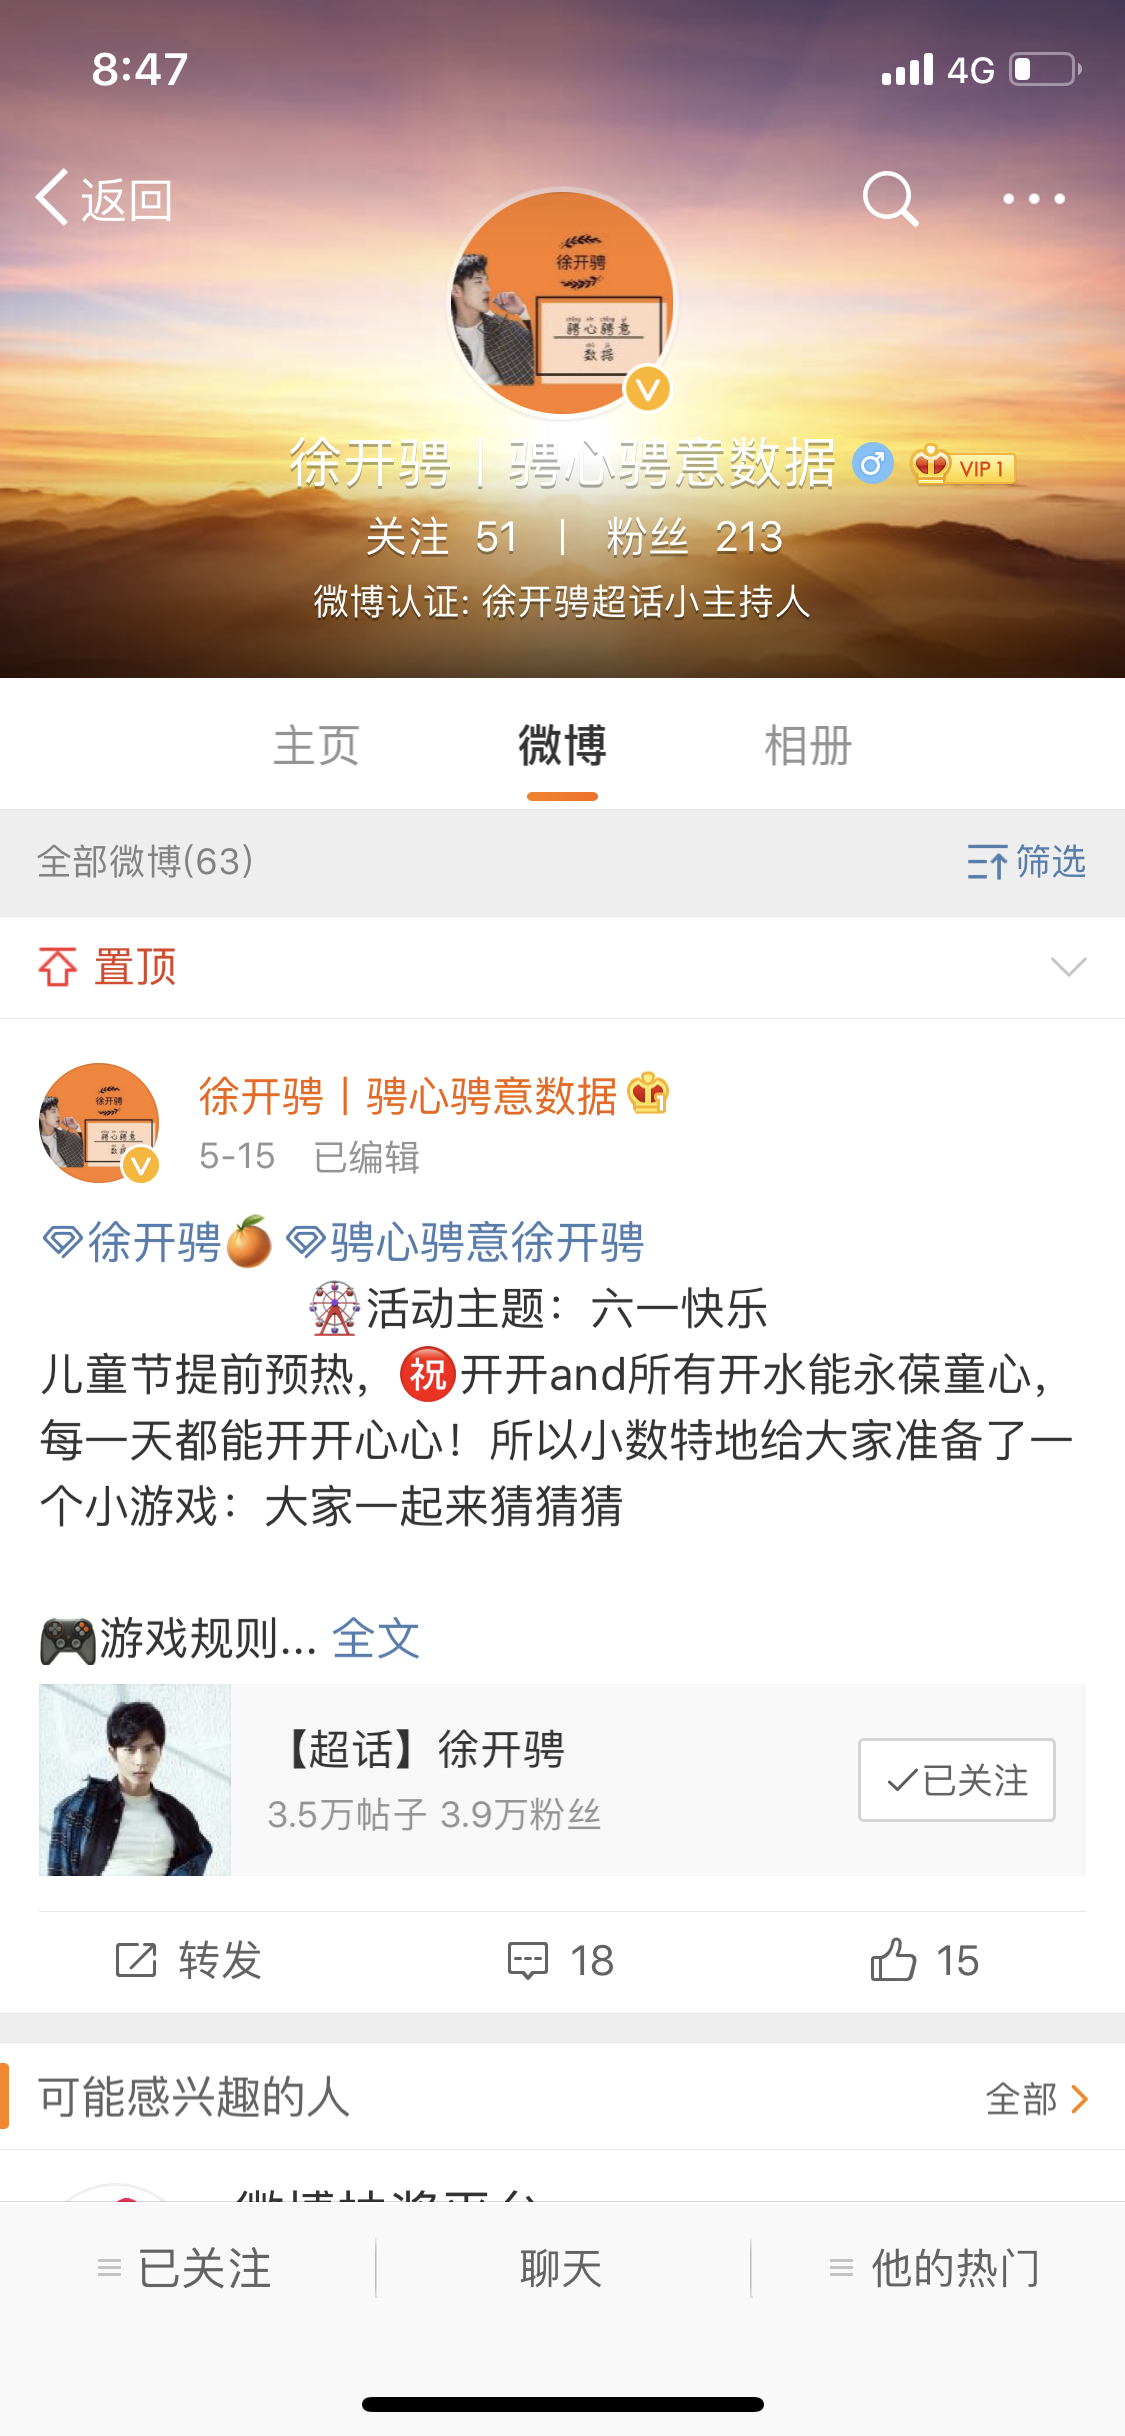 8:47
4G
返回
徐开骋
骋心骋意
数据
徐开骋丨骋心骋意数据 VIP 1
关注 51 | 粉丝 213
微博认证: 徐开骋超话小主持人
主页 微博 相册
全部微博(63) 筛选
置顶
徐开骋丨骋心骋意数据
5-15 已编辑
徐开骋🍊 骋心骋意徐开骋
🎡活动主题：六一快乐
儿童节提前预热，㊗️开开and所有开水能永葆童心，
每一天都能开开心心！所以小数特地给大家准备了一
个小游戏：大家一起来猜猜猜
🎮游戏规则... 全文
【超话】徐开骋
3.5万帖子 3.9万粉丝
已关注
转发 18 15
可能感兴趣的人 全部
微博抽奖平台
已关注 聊天 他的热门